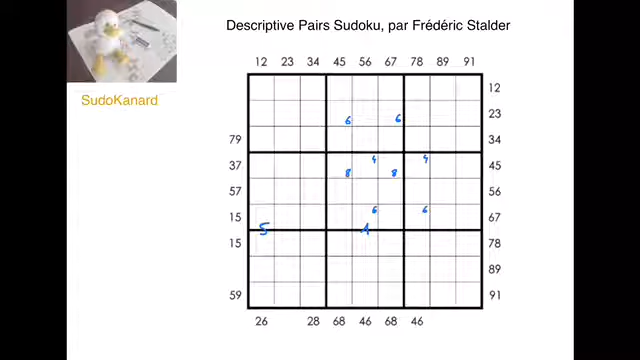 Descriptive Pairs Sudoku, par Frédéric Stalder
SudoKanard
12 23 34 45 56 67 78 89 91
12
6 6 23
79 34
4 4
37 8 8 45
57 56
15 6 6 67
5 4
15 78
89
59 91
26 28 68 46 68 46